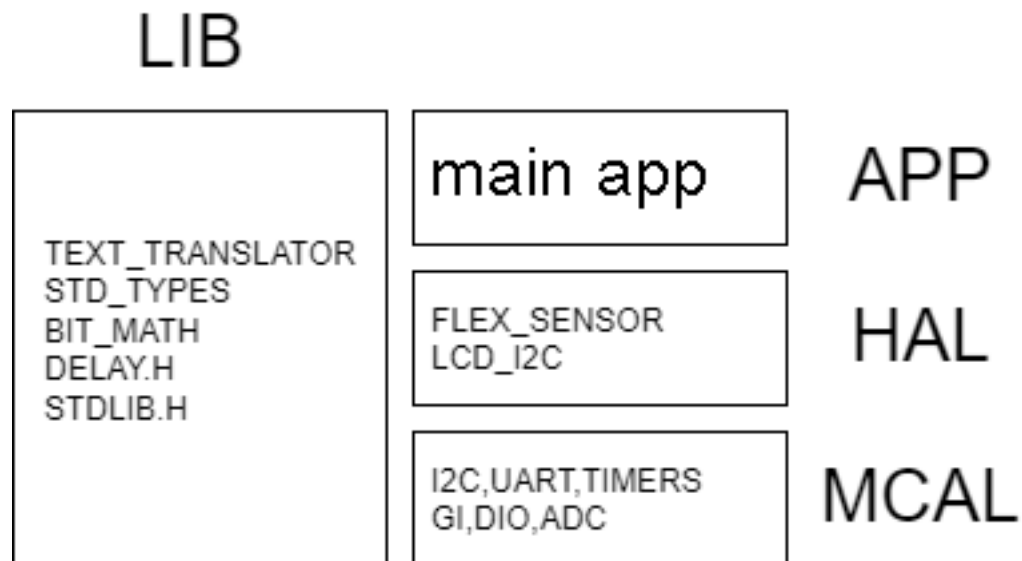 LIB
TEXT_TRANSLATOR
STD_TYPES
BIT_MATH
DELAY.H
STDLIB.H
main app
APP
FLEX_SENSOR
LCD_I2C
HAL
I2C,UART,TIMERS
GI,DIO,ADC
MCAL